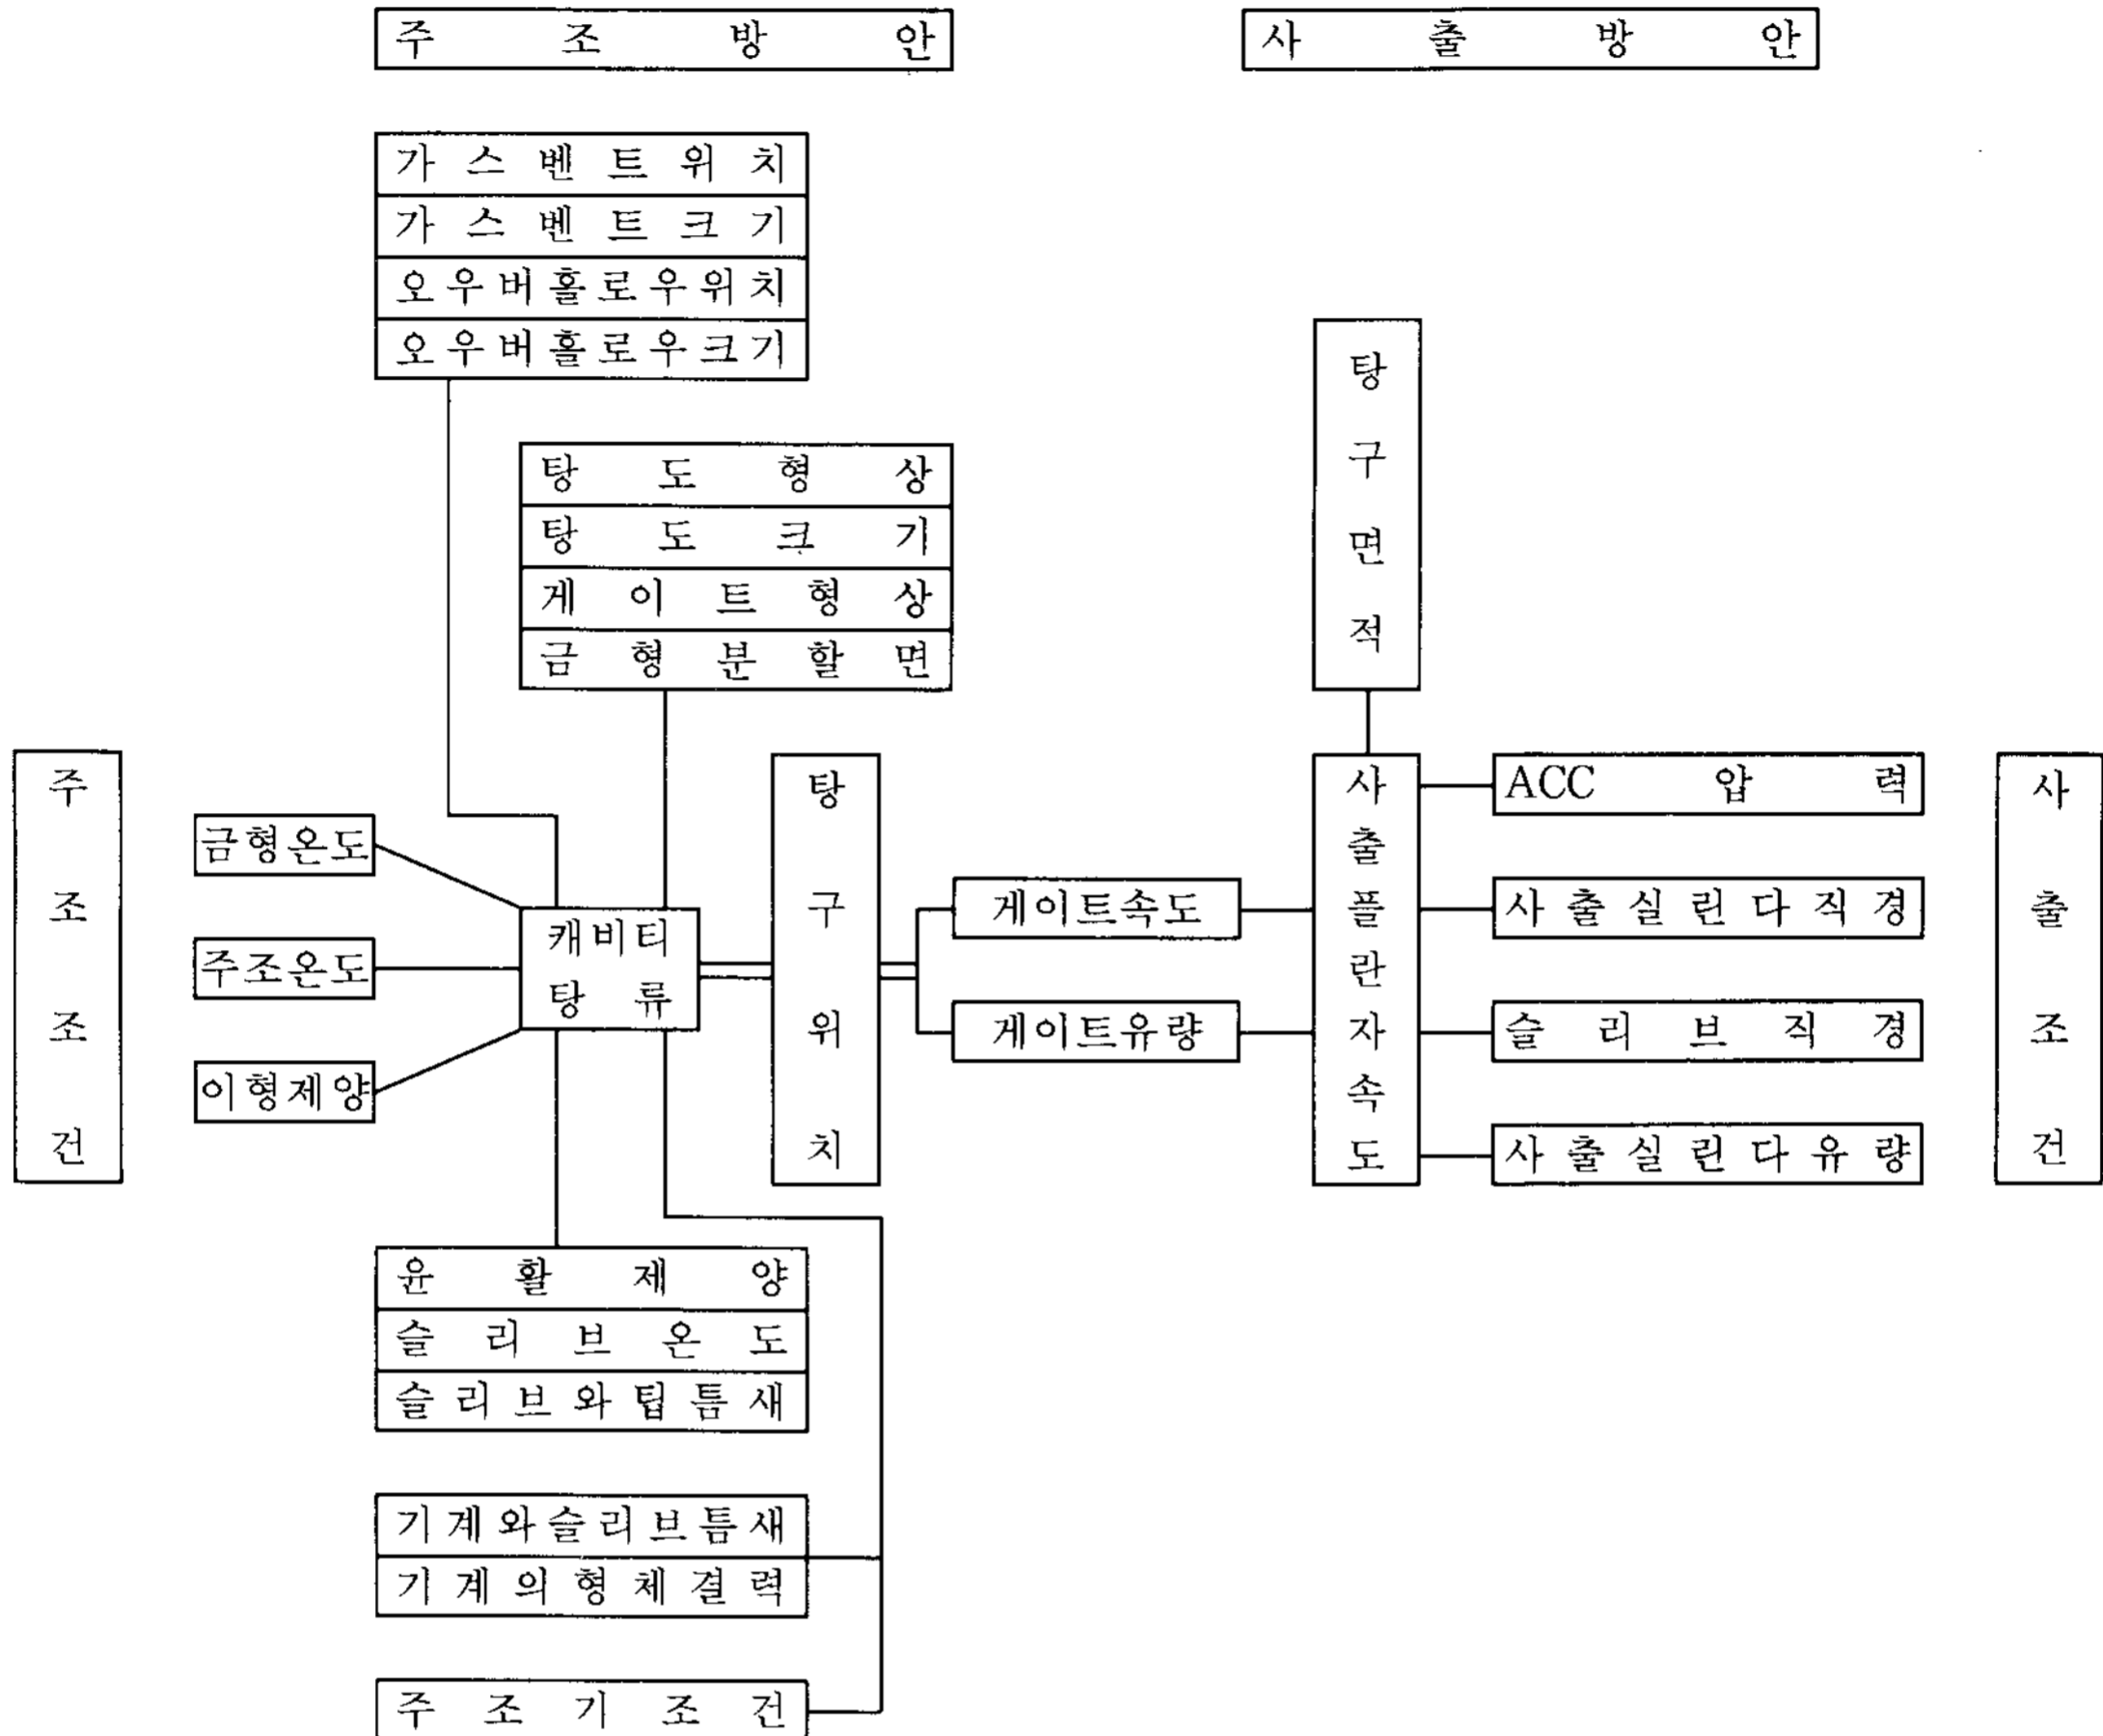 주조방안
사출방안
가스벤트위치
가스벤트크기
오우버홀로우위치
오우버홀로우크기
탕도형상
탕도크기
게이트형상
금형분할면
탕구면적
주조조건
금형온도
주조온도
이형제양
캐비티
탕류
탕구위치
게이트속도
게이트유량
사출플란자속도
ACC 압력
사출실린다직경
슬리브직경
사출실린다유량
사출조건
윤활제양
슬리브온도
슬리브와팁틈새
기계와슬리브틈새
기계의형체결력
주조기조건